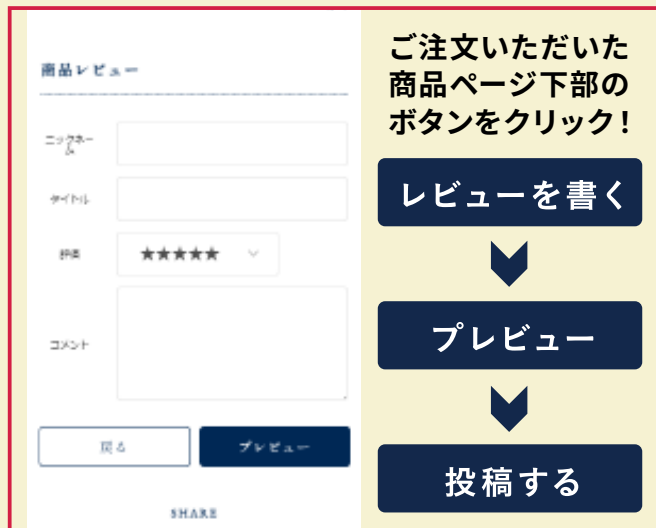 商品レビュー
ニックネー
ム
タイトル
評価
★★★★★
コメント
戻る
プレビュー
SHARE
ご注文いただいた
商品ページ下部の
ボタンをクリック！
レビューを書く
プレビュー
投稿する